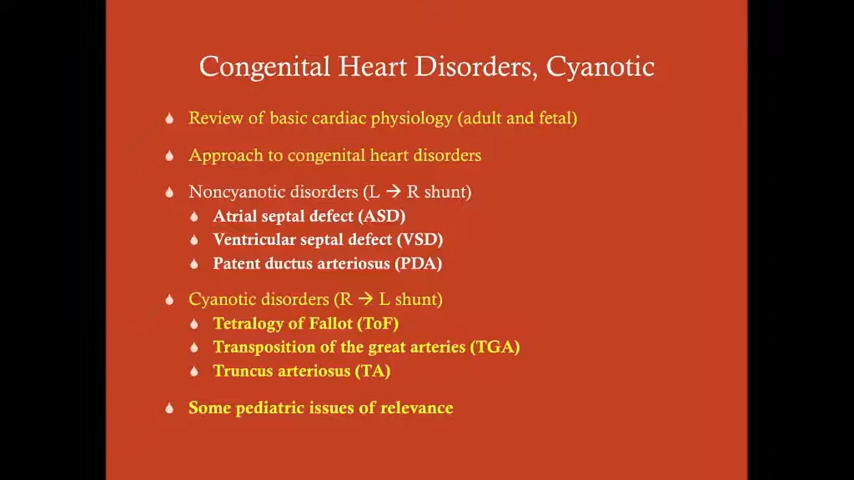 Congenital Heart Disorders, Cyanotic
Review of basic cardiac physiology (adult and fetal)
Approach to congenital heart disorders
Noncyanotic disorders (L → R shunt)
Atrial septal defect (ASD)
Ventricular septal defect (VSD)
Patent ductus arteriosus (PDA)
Cyanotic disorders (R → L shunt)
Tetralogy of Fallot (ToF)
Transposition of the great arteries (TGA)
Truncus arteriosus (TA)
Some pediatric issues of relevance